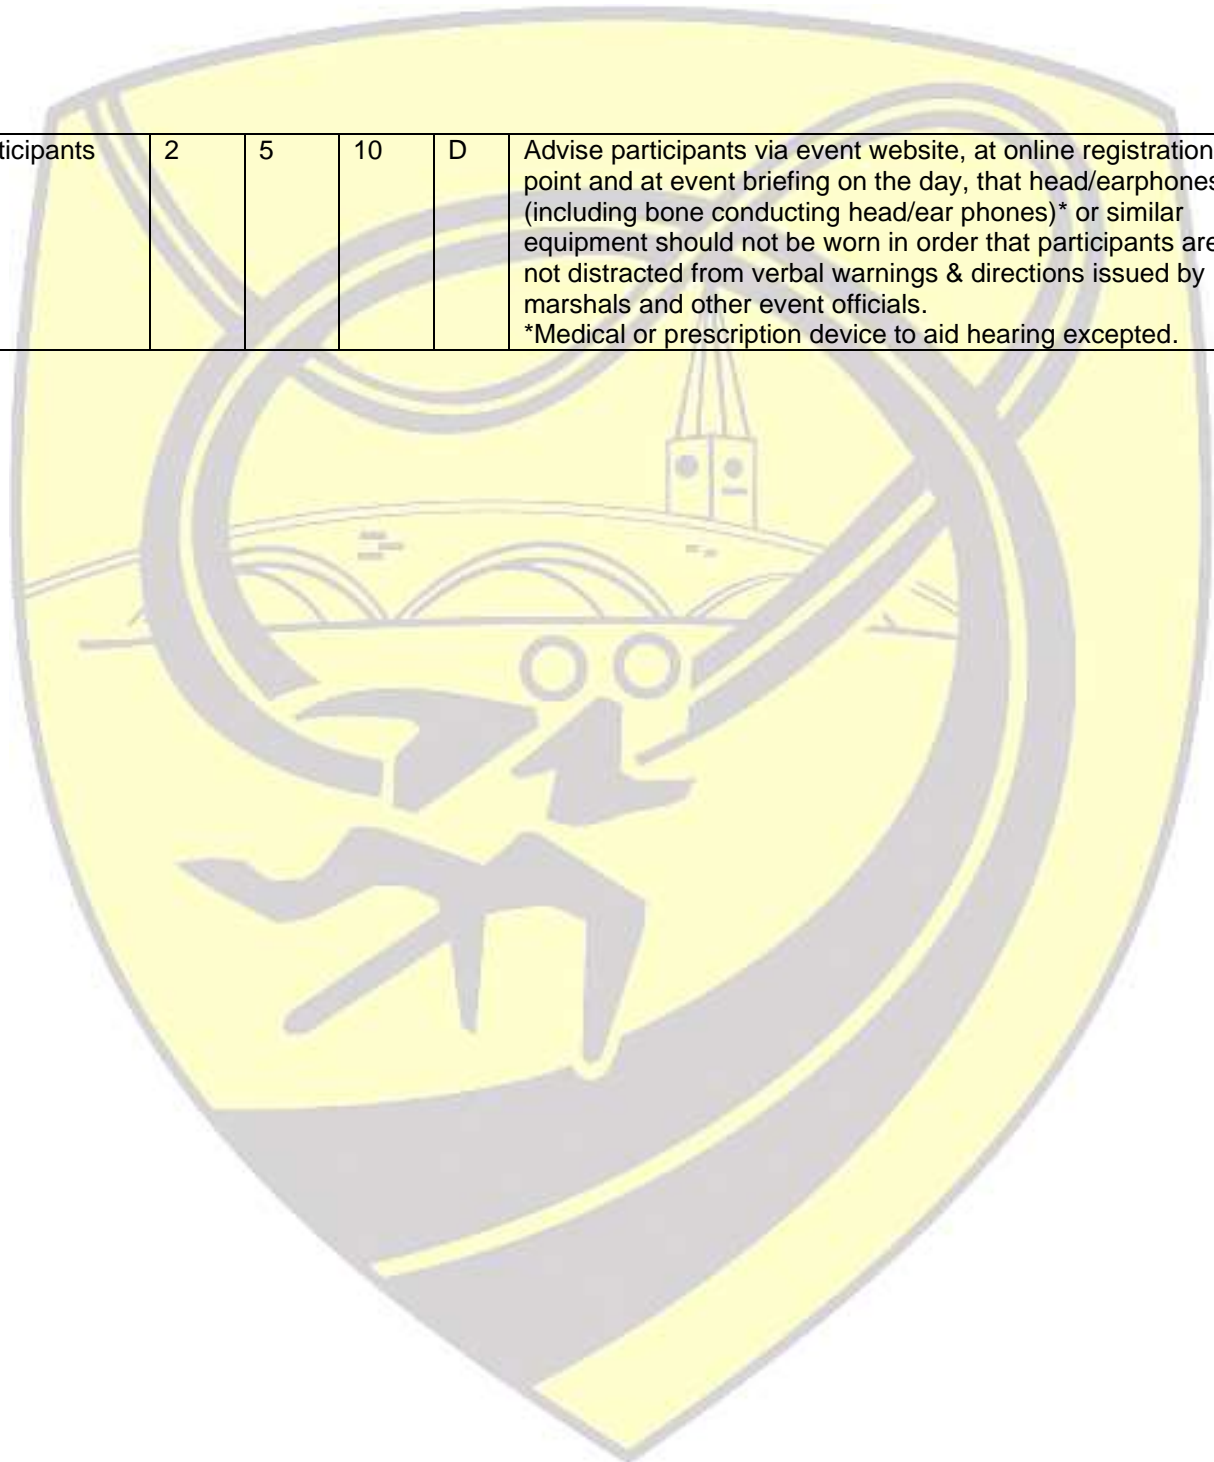 ticipants 2 5 10 D Advise participants via event website, at online registration
point and at event briefing on the day, that head/earphones
(including bone conducting head/ear phones)* or similar
equipment should not be worn in order that participants are
not distracted from verbal warnings & directions issued by
marshals and other event officials.
*Medical or prescription device to aid hearing excepted.